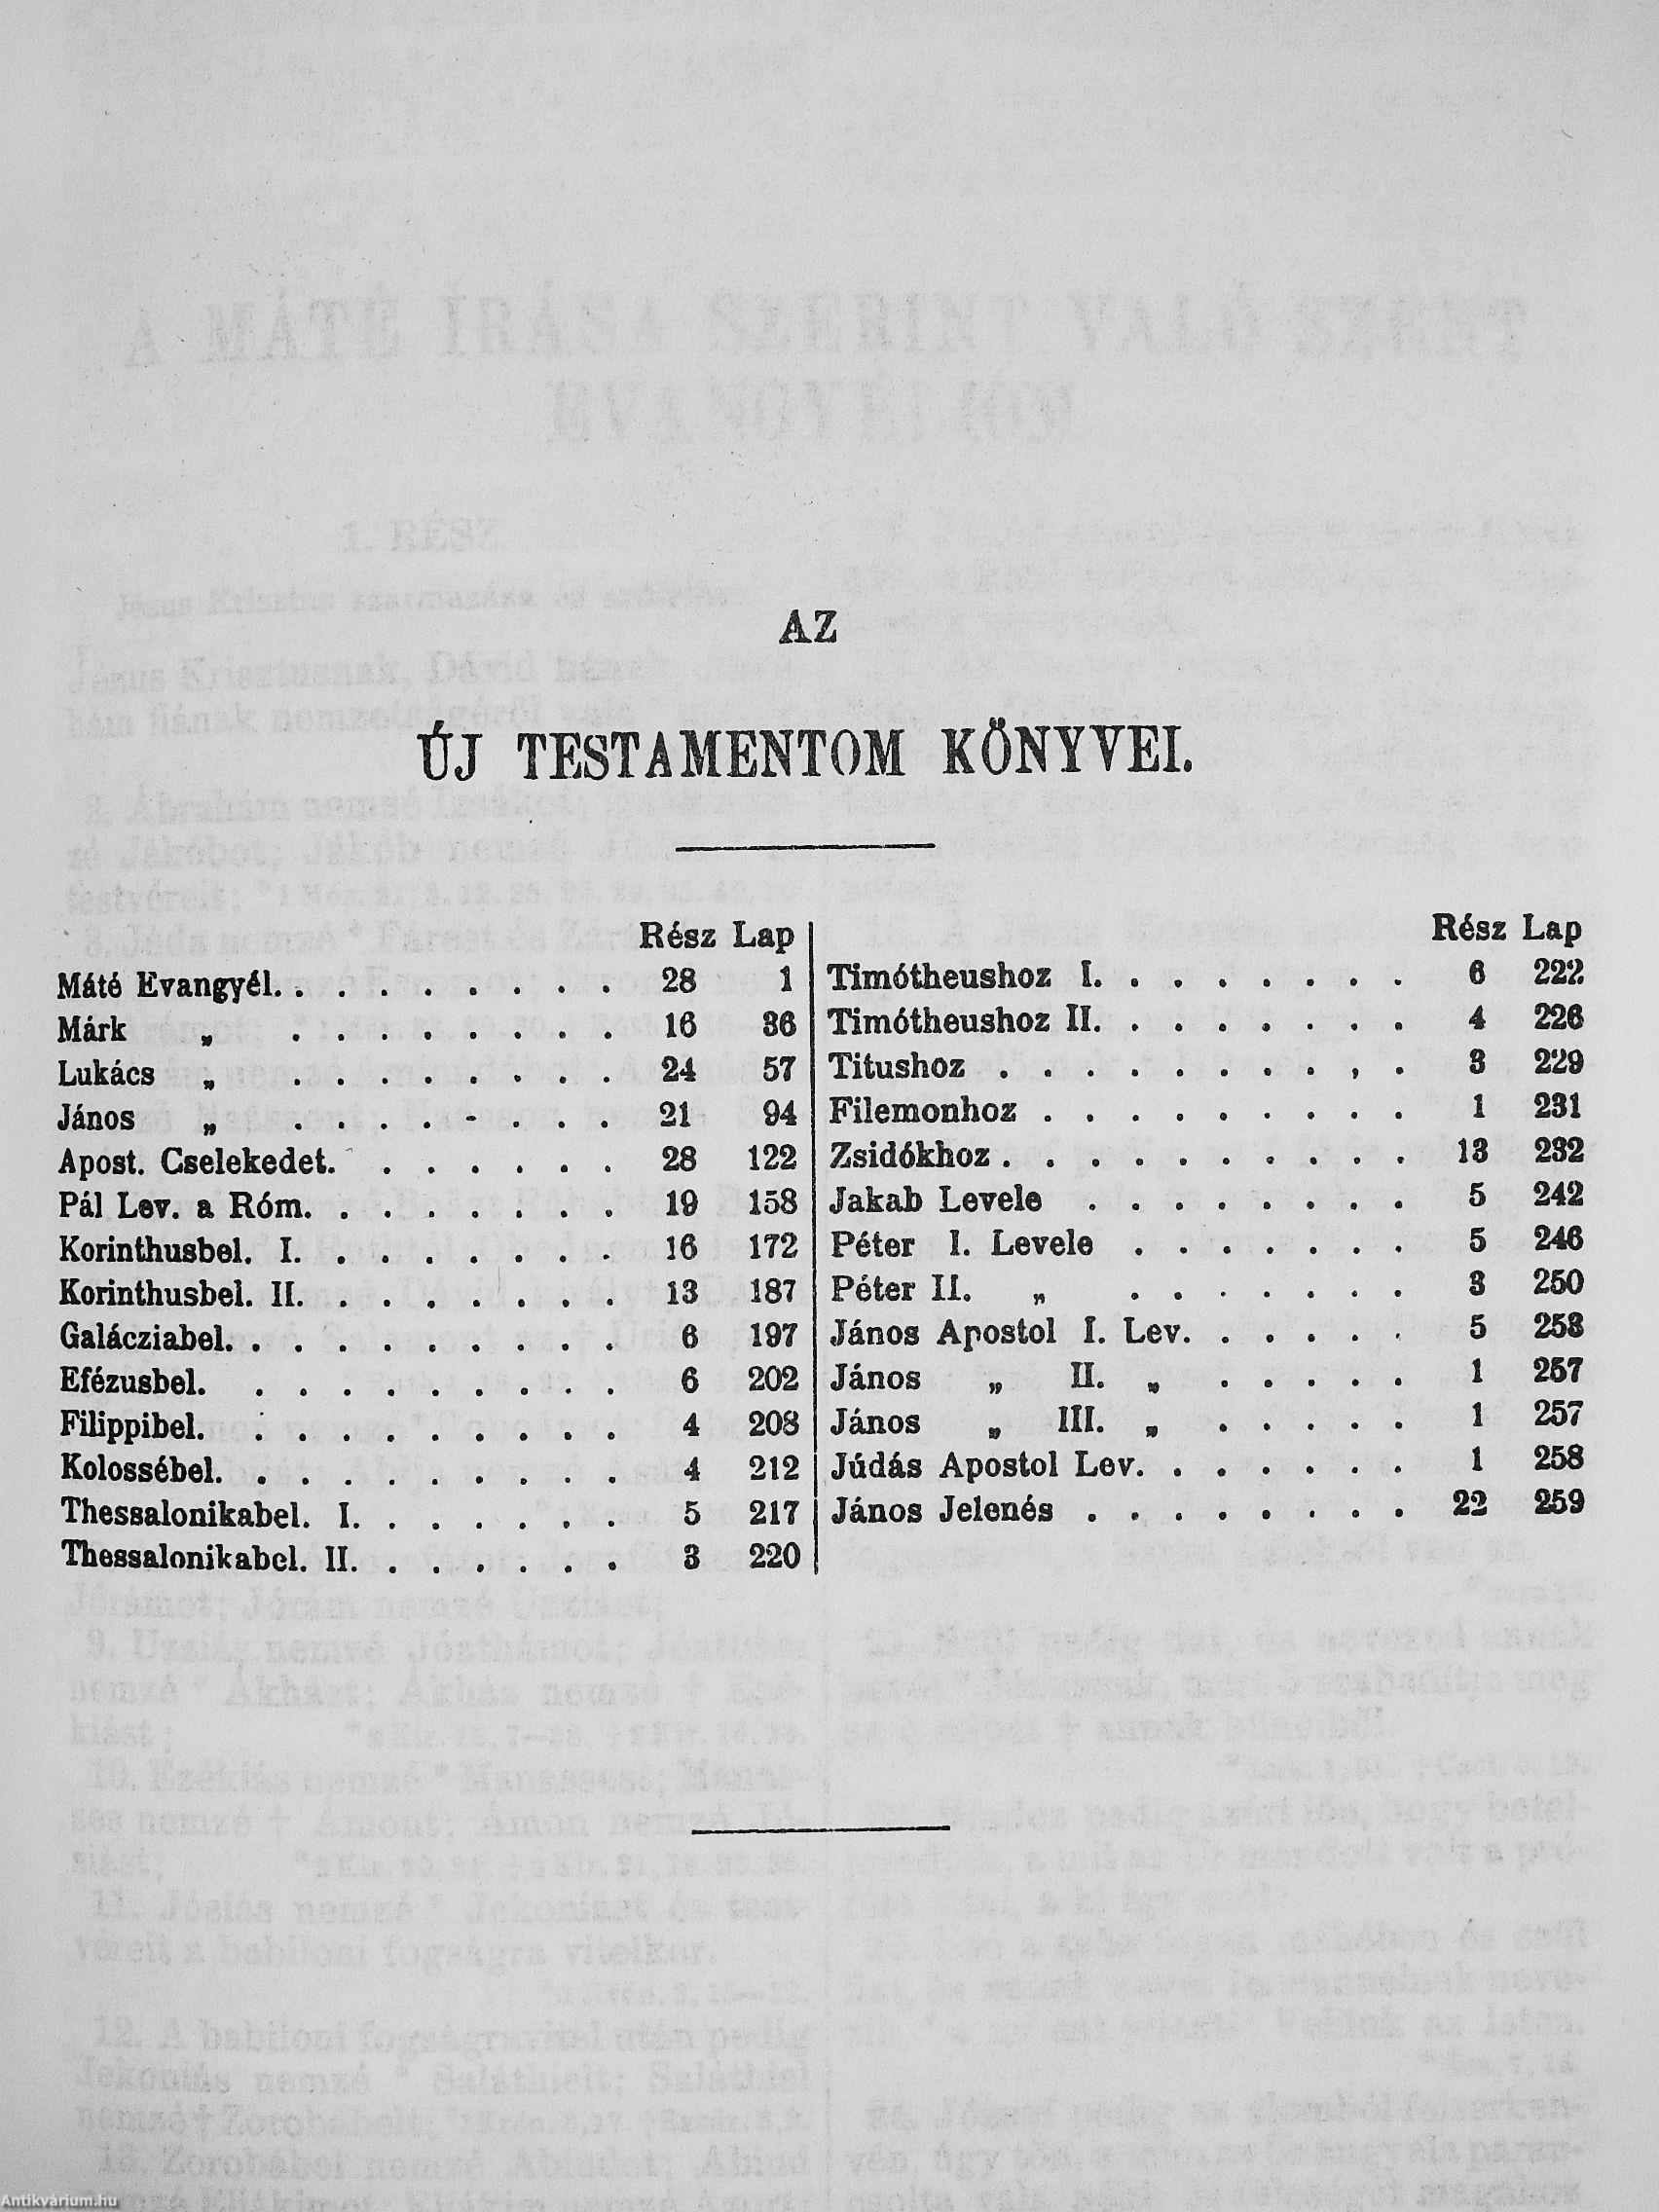 AZ
ÚJ TESTAMENTOM KÖNYVEI.
Rész Lap
Máté Evangyél. . . . . . . . . 28 1
Márk „ . . . . . . . . 16 36
Lukács „ . . . . . . . . 24 57
János „ . . . . - . . . 21 94
Apost. Cselekedet. . . . . . . 28 122
Pál Lev. a Róm. . . . . . . . 19 158
Korinthusbel. I. . . . . . . . 16 172
Korinthusbel. II. . . . . . . . 13 187
Galácziabel. . . . . . . . . . 6 197
Efézusbel. . . . . . . . . . 6 202
Filippibel. . . . . . . . . . 4 208
Kolossébel. . . . . . . . . . 4 212
Thessalonikabel. I. . . . . . . 5 217
Thessalonikabel. II. . . . . . . 3 220
Rész Lap
Timótheushoz I. . . . . . . . 6 222
Timótheushoz II. . . . . . . . 4 226
Titushoz . . . . . . . . , . 3 229
Filemonhoz . . . . . . . . . 1 231
Zsidókhoz . . . . . . . . . . 13 232
Jakab Levele . . . . . . . . 5 242
Péter I. Levele . . . . . . . 5 246
Péter II. „ . . . . . . . 3 250
János Apostol I. Lev. . . . . . 5 253
János „ II. „ . . . . . 1 257
János „ III. „ . . . . . 1 257
Júdás Apostol Lev. . . . . . . 1 258
János Jelenés . . . . . . . . 22 259
Antikvárium.hu